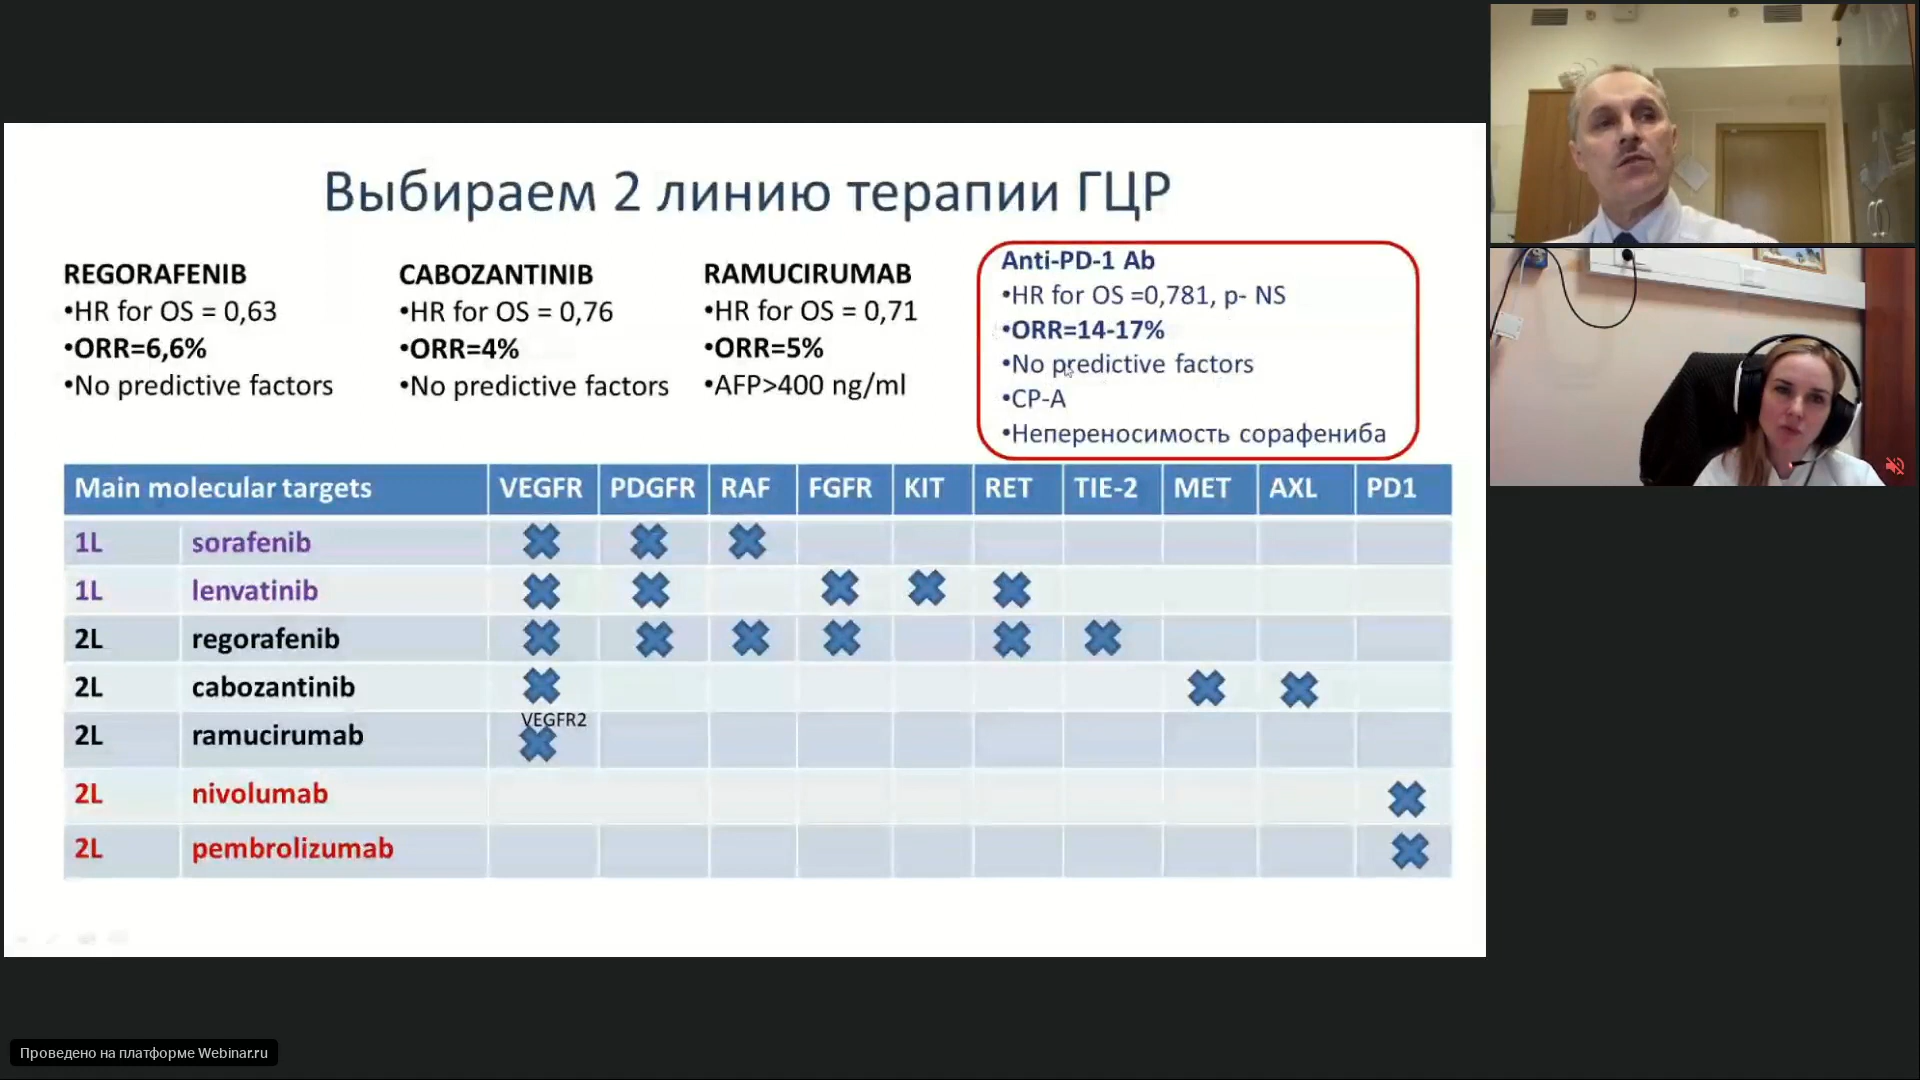 Выбираем 2 линию терапии ГЦР
REGORAFENIB
•HR for OS = 0,63
•ORR=6,6%
•No predictive factors
CABOZANTINIB
•HR for OS = 0,76
•ORR=4%
•No predictive factors
RAMUCIRUMAB
•HR for OS = 0,71
•ORR=5%
•AFP>400 ng/ml
Anti-PD-1 Ab
•HR for OS =0,781, p- NS
•ORR=14-17%
•No predictive factors
•CP-A
•Непереносимость сорафениба
Main molecular targets VEGFR PDGFR RAF FGFR KIT RET TIE-2 MET AXL PD1
1L sorafenib
1L lenvatinib
2L regorafenib
2L cabozantinib
VEGFR2
2L ramucirumab
2L nivolumab
2L pembrolizumab
Проведено на платформе Webinar.ru